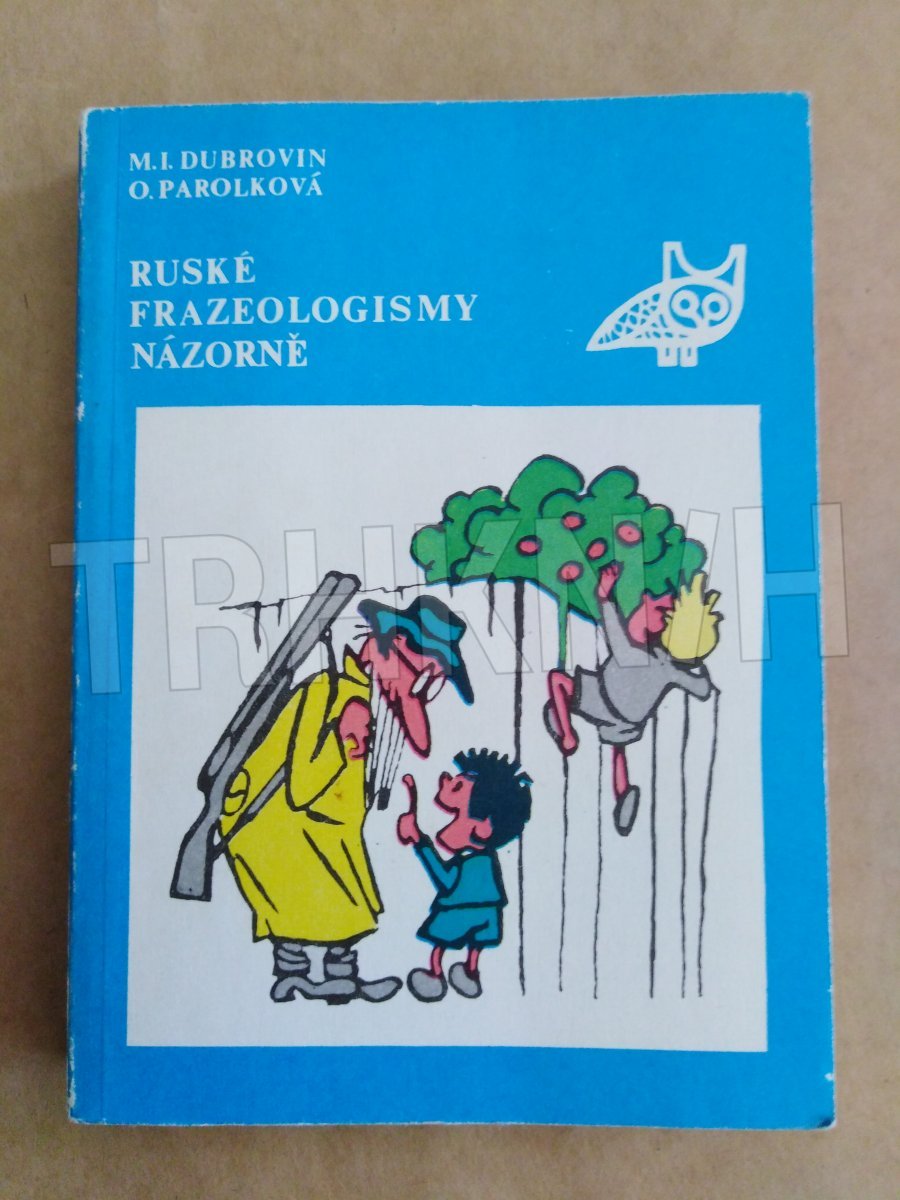 M. I. DUBROVIN
O. PAROLKOVÁ
RUSKÉ
FRAZEOLOGISMY
NÁZORNĚ
TRHKNIH